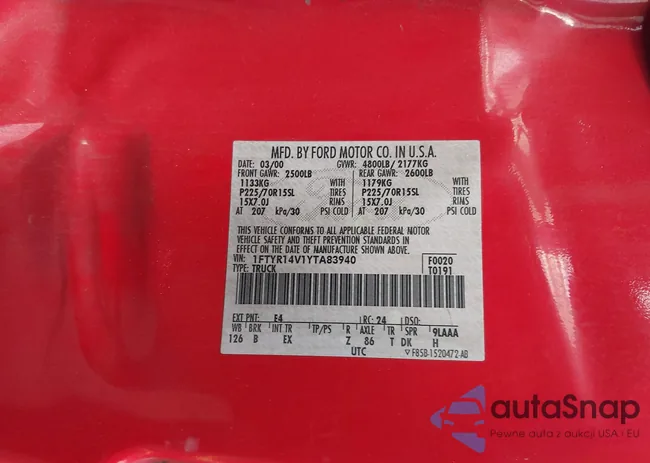 MFD. BY FORD MOTOR CO. IN U.S.A.
DATE: 03/00 GVWR: 4800LB/ 2177KG
FRONT GAWR: 2500LB REAR GAWR: 2600LB
1133KG WITH 1179KG WITH
P225/70R15SL TIRES P225/70R15SL TIRES
15X7.0J RIMS 15X7.0J RIMS
AT 207 kPa/30 PSI COLD AT 207 kPa/30 PSI COLD
THIS VEHICLE CONFORMS TO ALL APPLICABLE FEDERAL MOTOR
VEHICLE SAFETY AND THEFT PREVENTION STANDARDS IN
EFFECT ON THE DATE OF MANUFACTURE SHOWN ABOVE.
VIN: 1FTYR14V1YTA83940 F0020
TYPE: TRUCK T0191
EXT PNT: E4 RC: 24 DSO:
WB BRK INT TR TP/PS R AXLE TR SPR 9LAAA
126 B EX Z 86 T DK H
UTC F85B-1520472-AB
autaSnap
Pewne auta z aukcji USA i EU